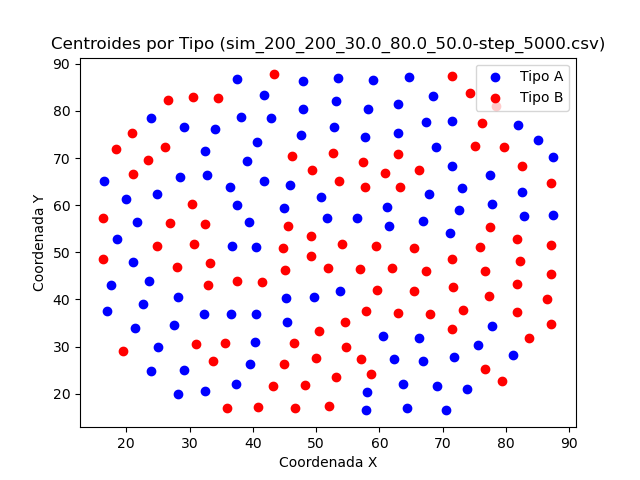 Centroides por Tipo (sim_200_200_30.0_80.0_50.0-step_5000.csv)
Tipo A
Tipo B
90
80
70
60
50
40
30
20
Coordenada Y
20 30 40 50 60 70 80 90
Coordenada X